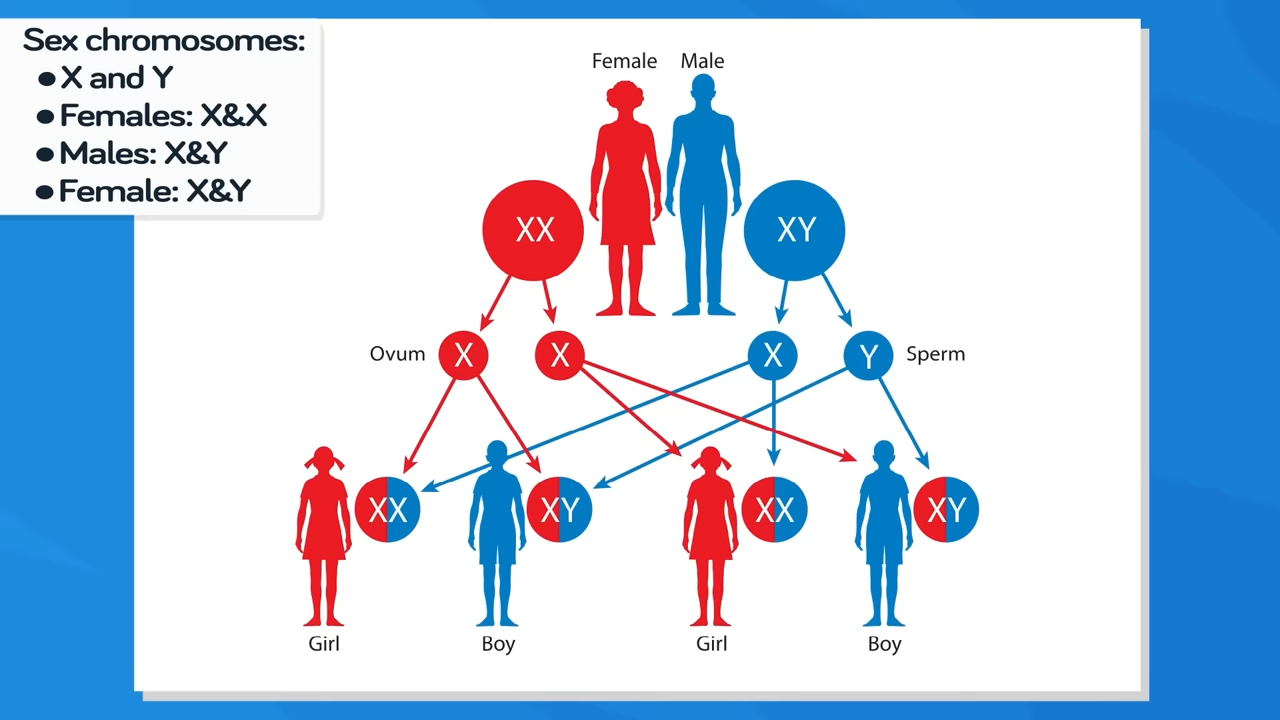 Sex chromosomes:
● X and Y
● Females: X&X
● Males: X&Y
● Female: X&Y
Female Male
XX XY
Ovum X X X Y Sperm
XX XY XX XY
Girl Boy Girl Boy